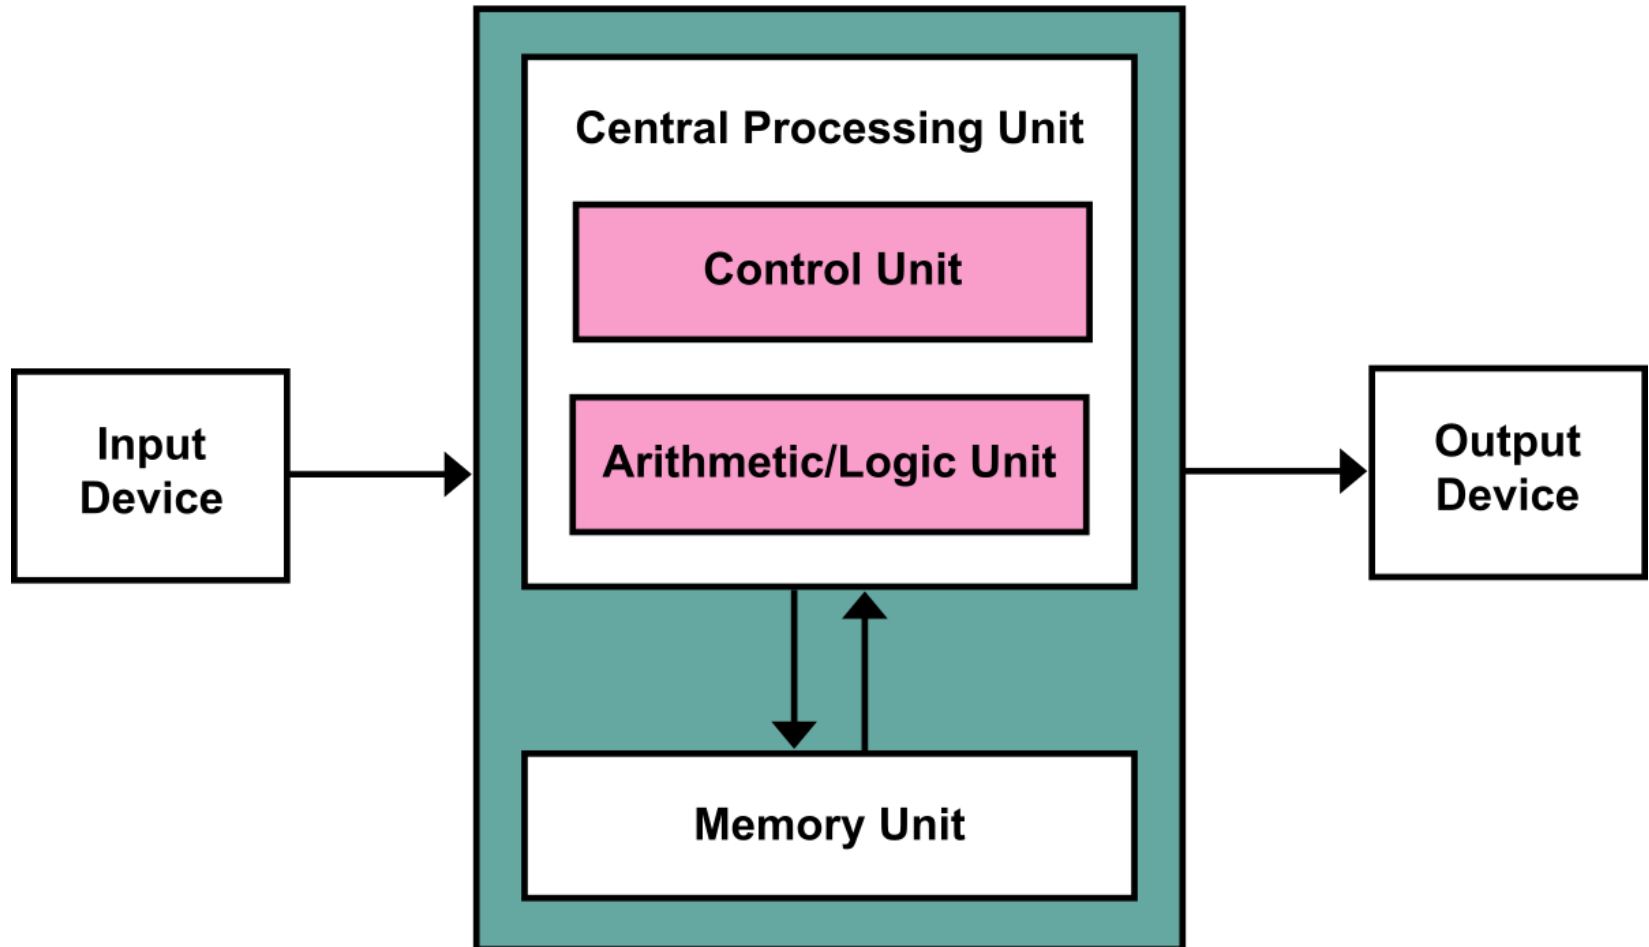 Central Processing Unit
Control Unit
Arithmetic/Logic Unit
Input
Device
Output
Device
Memory Unit